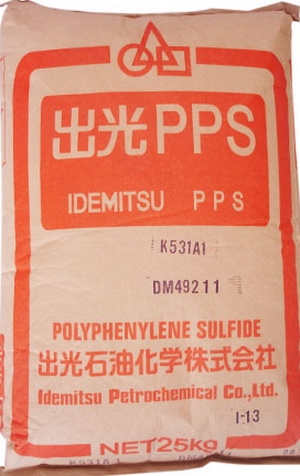 出光PPS
IDEMITSU PPS
K531A1
DM49211
POLYPHENYLENE SULFIDE
出光石油化学株式会社
Idemitsu Petrochemical Co.,Ltd.
I-13
NET25kg
K531A1